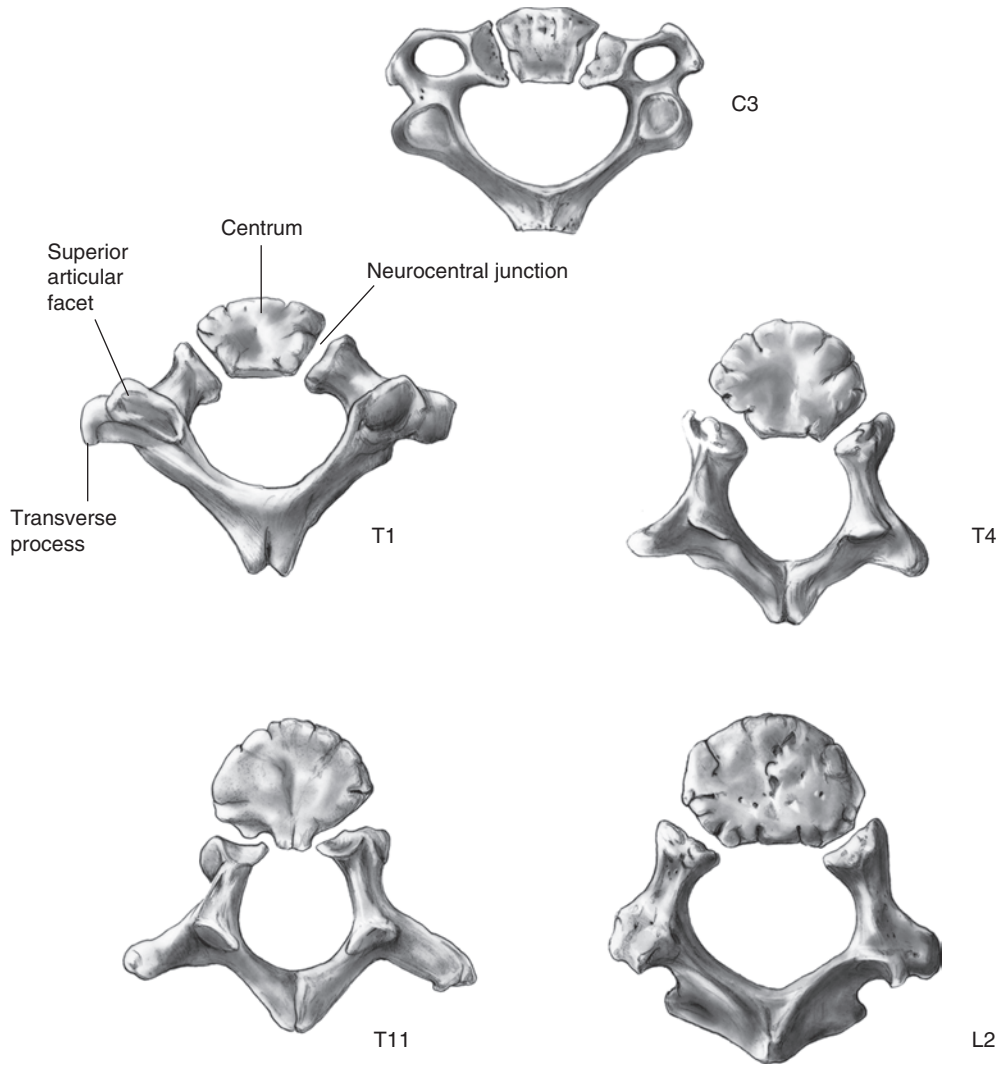 C3
Centrum
Superior
articular
facet
Neurocentral junction
Transverse
process
T1
T4
T11
L2